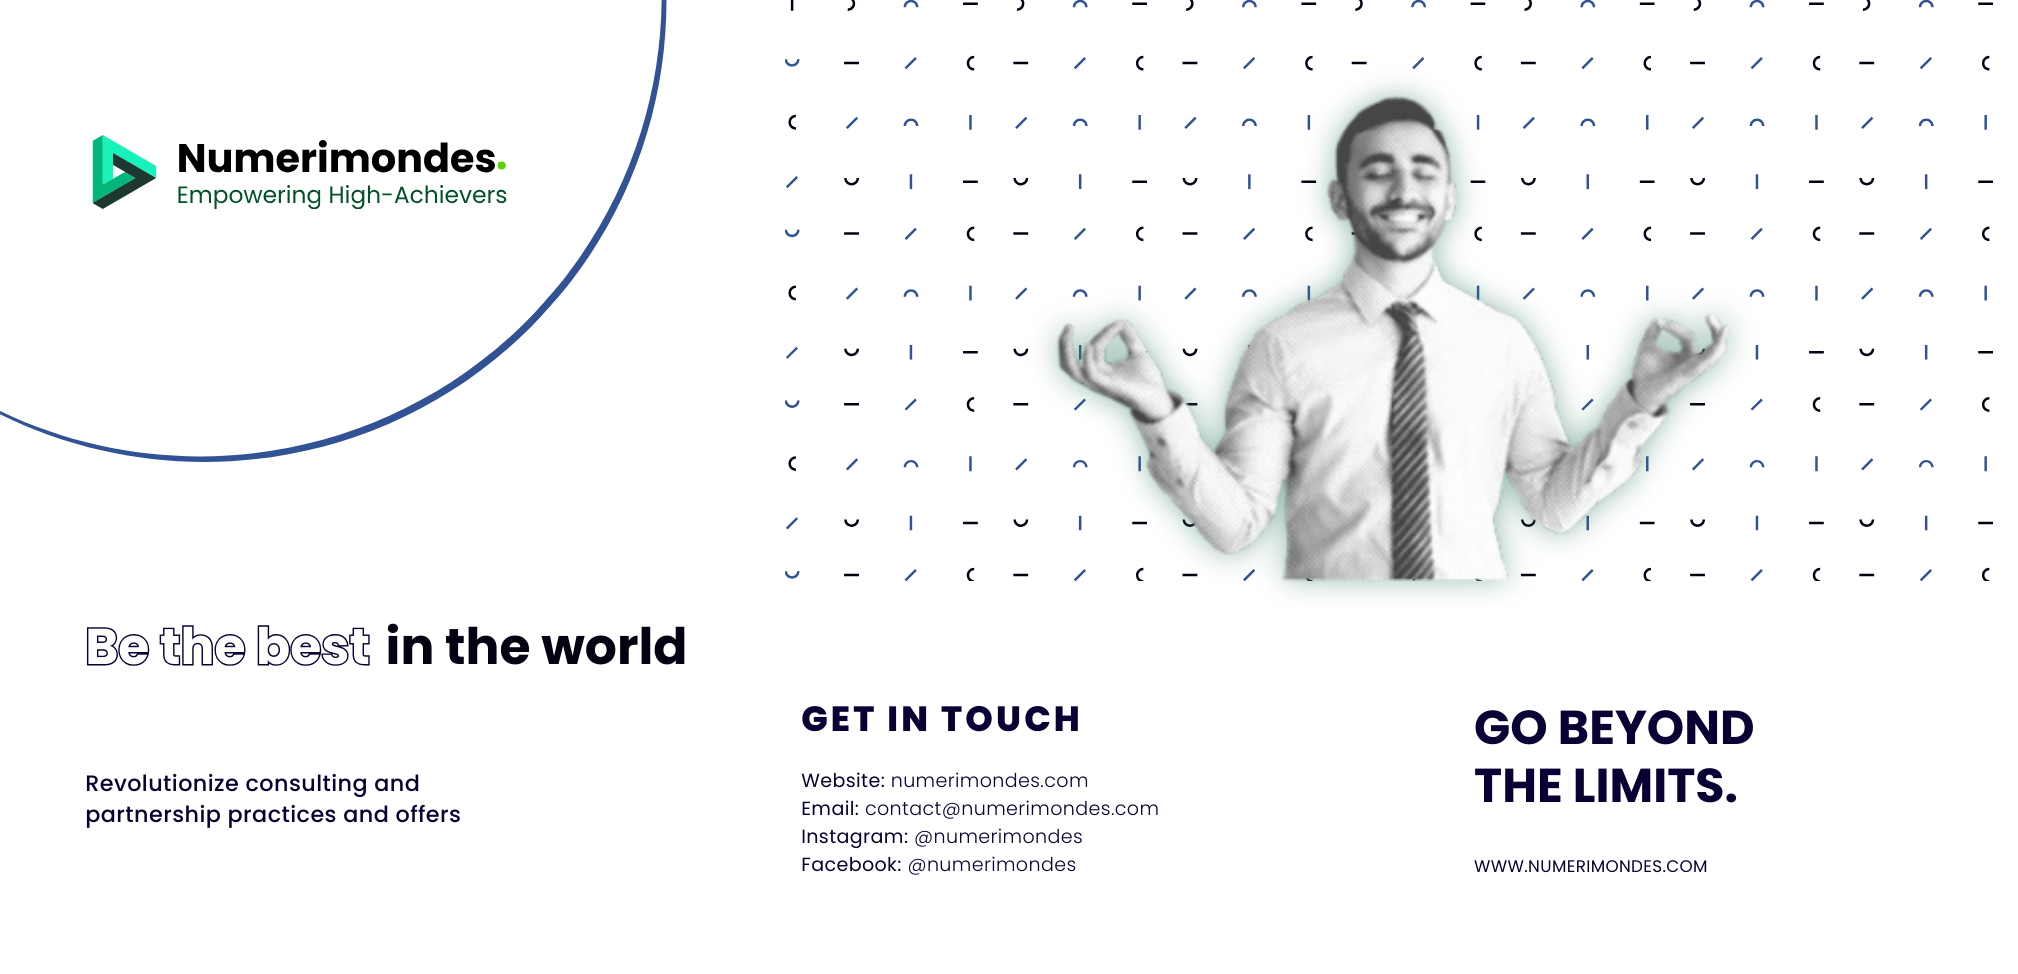 Numerimondes.
Empowering High-Achievers
Be the best in the world
Revolutionize consulting and
partnership practices and offers
GET IN TOUCH
Website: numerimondes.com
Email: contact@numerimondes.com
Instagram: @numerimondes
Facebook: @numerimondes
GO BEYOND
THE LIMITS.
WWW.NUMERIMONDES.COM